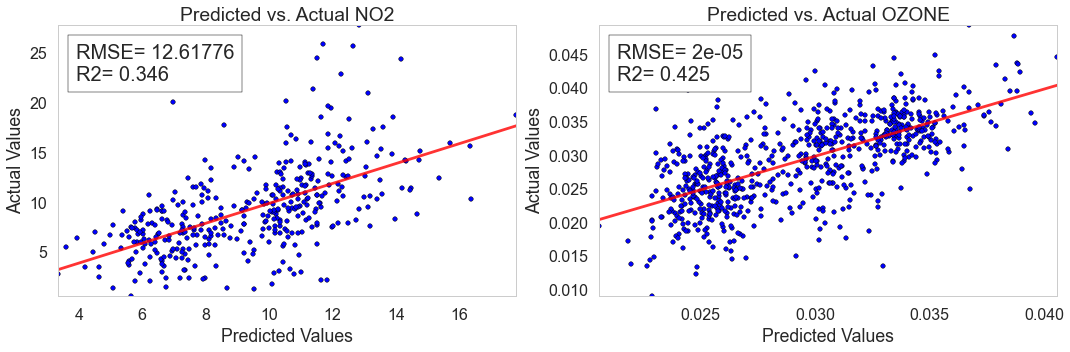 Predicted vs. Actual NO2
RMSE= 12.61776
R2= 0.346
Actual Values
25
20
15
10
5
4 6 8 10 12 14 16
Predicted Values
Predicted vs. Actual OZONE
RMSE= 2e-05
R2= 0.425
Actual Values
0.045
0.040
0.035
0.030
0.025
0.020
0.015
0.010
0.025 0.030 0.035 0.040
Predicted Values